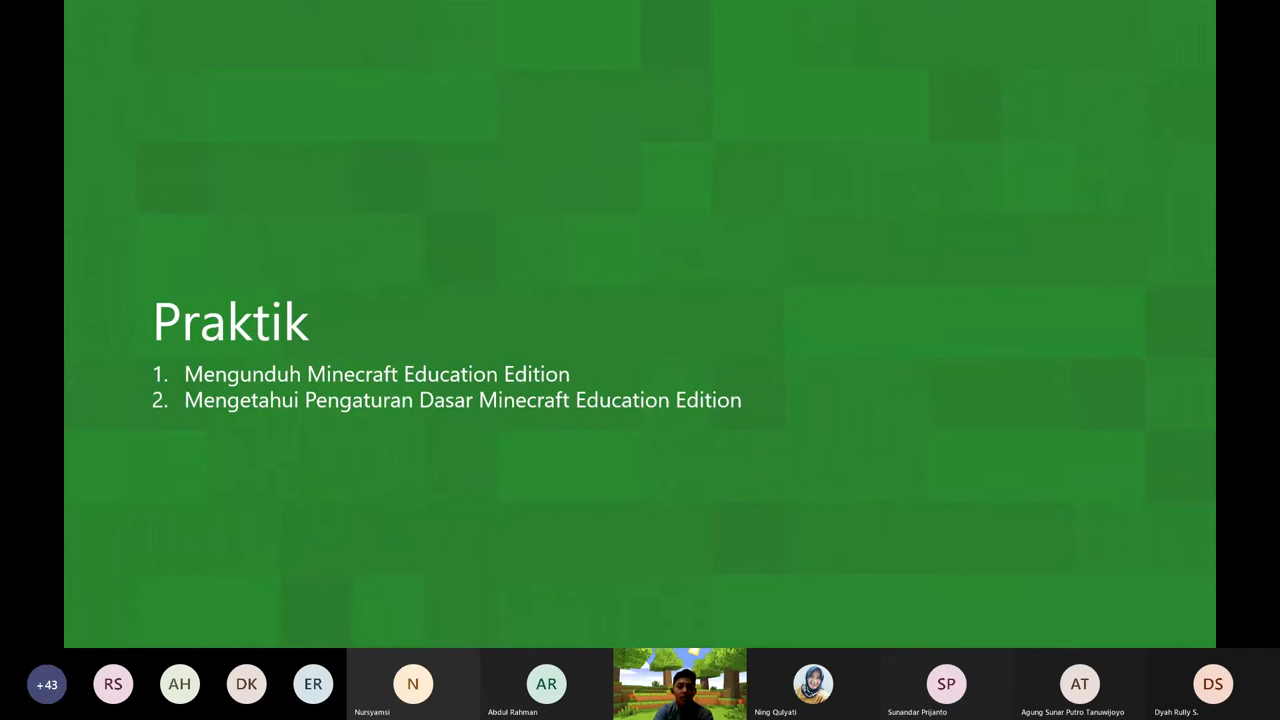 Praktik
1. Mengunduh Minecraft Education Edition
2. Mengetahui Pengaturan Dasar Minecraft Education Edition
+43
RS
AH
DK
ER
N
Nursyamsi
AR
Abdul Rahman
Ning Qulyati
SP
Sunandar Prijanto
AT
Agung Sunar Putro Tanuwijoyo
DS
Dyah Rully S.